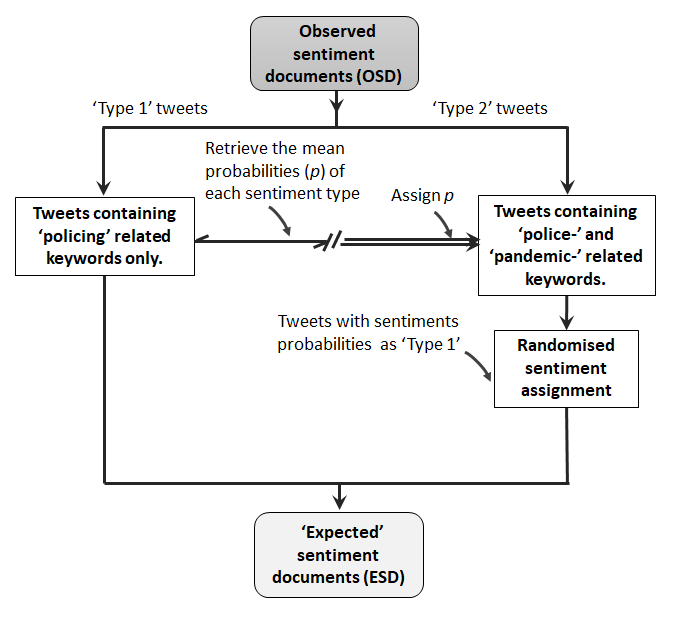 Observed
sentiment
documents (OSD)
‘Type 1’ tweets
‘Type 2’ tweets
Retrieve the mean
probabilities (p) of
each sentiment type
Assign p
Tweets containing
‘policing’ related
keywords only.
Tweets containing
‘police-’ and
‘pandemic-’ related
keywords.
Tweets with sentiments
probabilities as ‘Type 1’
Randomised
sentiment
assignment
‘Expected’
sentiment
documents (ESD)